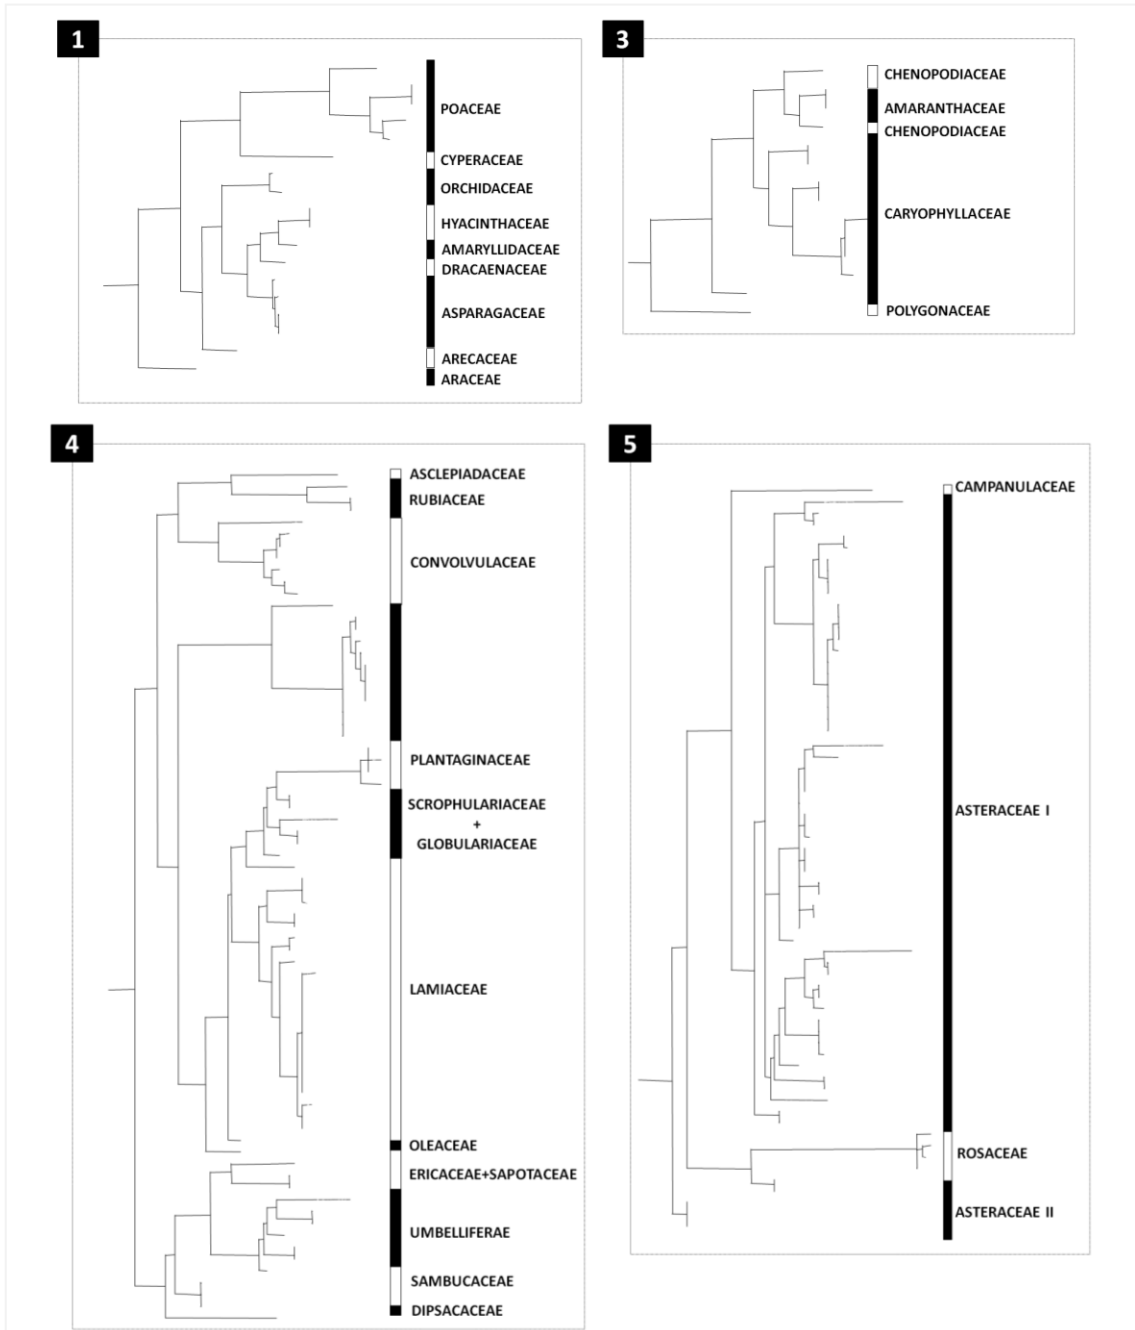 1
POACEAE
CYPERACEAE
ORCHIDACEAE
HYACINTHACEAE
AMARYLLIDACEAE
DRACAENACEAE
ASPARAGACEAE
ARECACEAE
ARACEAE
3
CHENOPODIACEAE
AMARANTHACEAE
CHENOPODIACEAE
CARYOPHYLLACEAE
POLYGONACEAE
4
ASCLEPIADACEAE
RUBIACEAE
CONVOLVULACEAE
PLANTAGINACEAE
SCROPHULARIACEAE
+
GLOBULARIACEAE
LAMIACEAE
OLEACEAE
ERICACEAE+SAPOTACEAE
UMBELLIFERAE
SAMBUCACEAE
DIPSACACEAE
5
CAMPANULACEAE
ASTERACEAE I
ROSACEAE
ASTERACEAE II